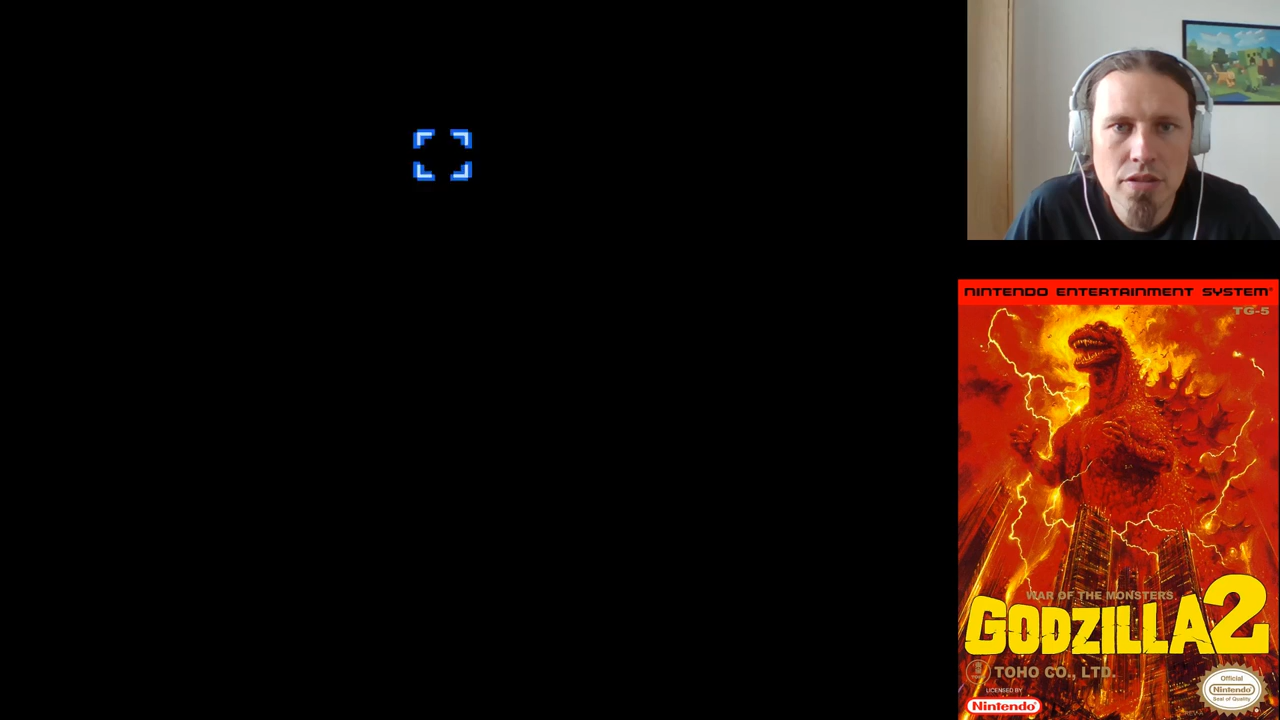 NINTENDO ENTERTAINMENT SYSTEM®
TG-5
WAR OF THE MONSTERS
GODZILLA 2
TOHO CO., LTD.
LICENSED BY
Nintendo®
Official
Nintendo
Seal of Quality